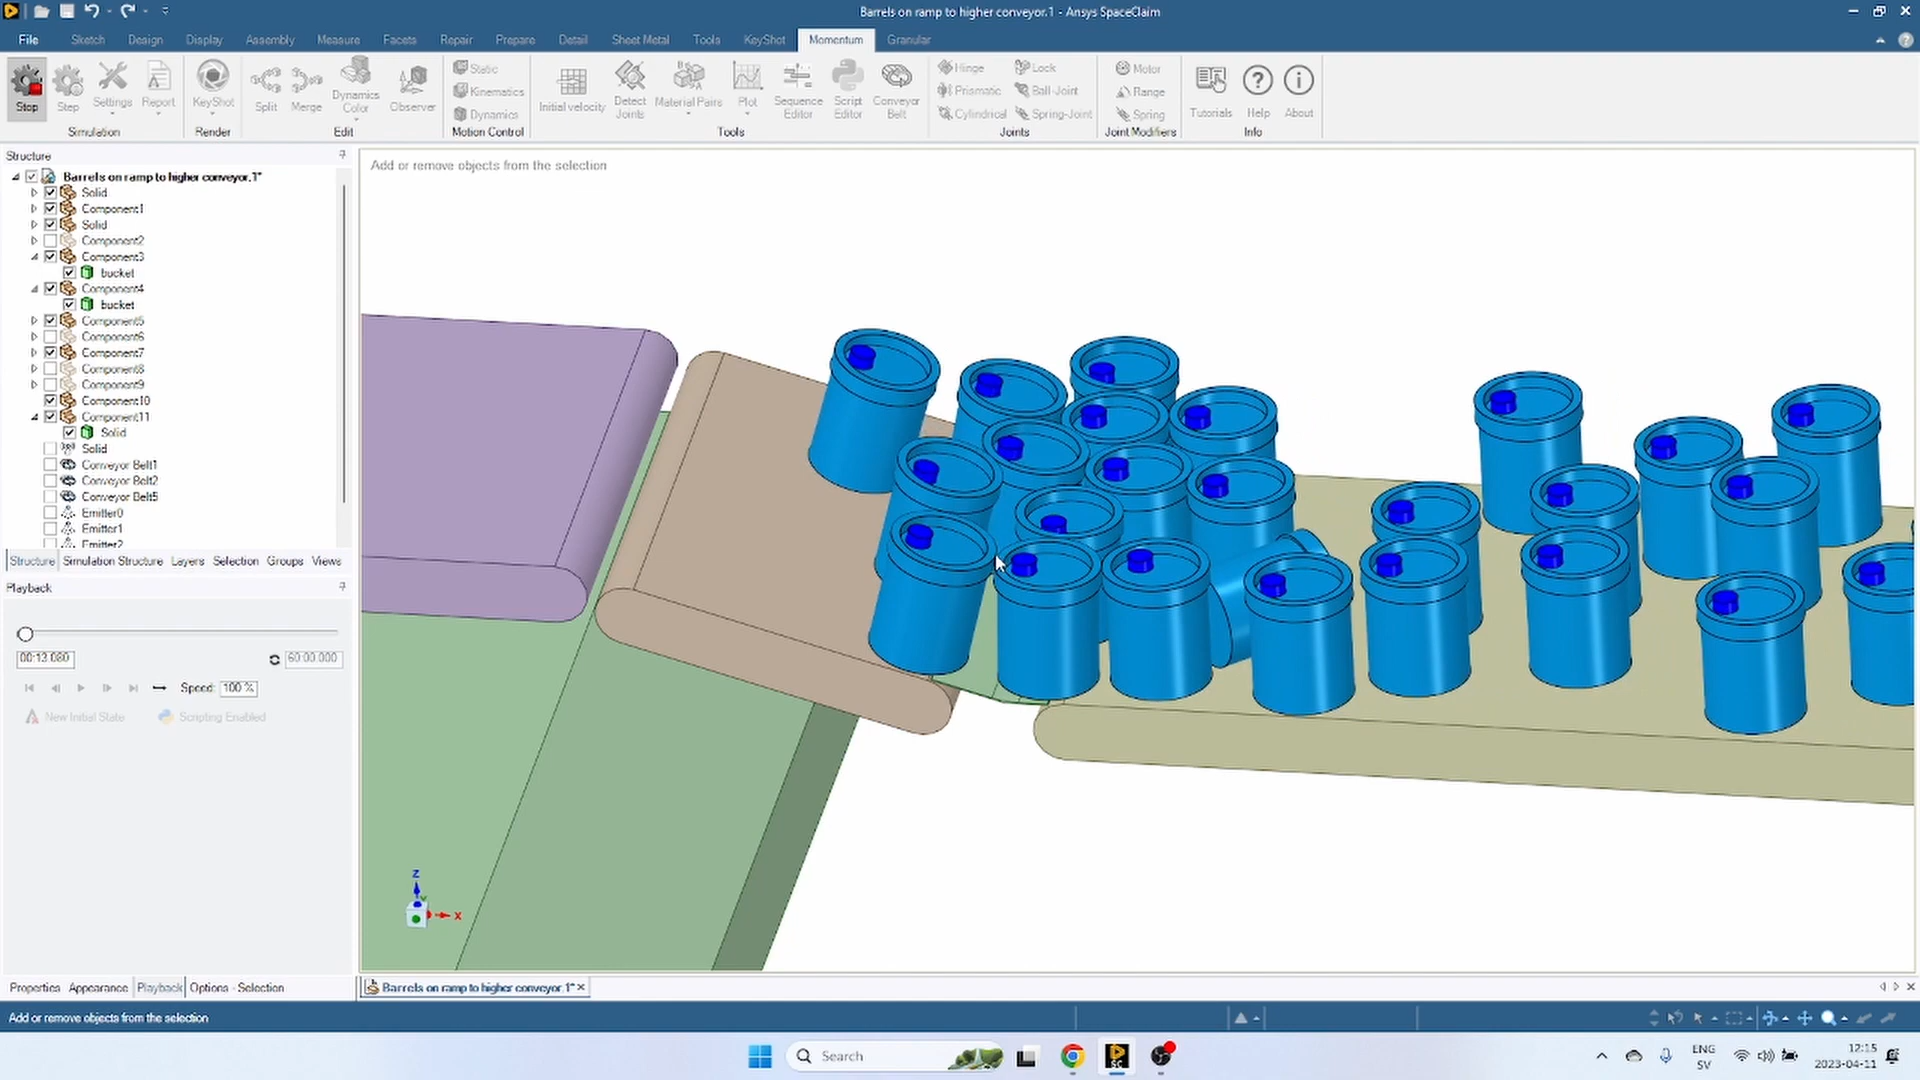 Barrels on ramp to higher conveyor.1 - Ansys SpaceClaim
File Sketch Design Display Assembly Measure Facets Repair Prepare Detail Sheet Metal Tools KeyShot Momentum Granular
Stop Step Settings Report
Simulation
KeyShot
Render
Split Merge Dynamics Color Observer
Edit
Static
Kinematics
Dynamics
Motion Control
Initial velocity Detect Joints Material Pairs Plot Sequence Editor Script Editor Conveyor Belt
Tools
Hinge Lock
Prismatic Ball-Joint
Cylindrical Spring-Joint
Joints
Motor
Range
Spring
Joint Modifiers
Tutorials Help About
Info
Structure
Barrels on ramp to higher conveyor.1*
Solid
Component1
Solid
Component2
Component3
bucket
Component4
bucket
Component5
Component6
Component7
Component8
Component9
Component10
Component11
Solid
Solid
Conveyor Belt1
Conveyor Belt2
Conveyor Belt5
Emitter0
Emitter1
Emitter2
Structure Simulation Structure Layers Selection Groups Views
Playback
00:13.080 60:00.000
Speed: 100 %
New Initial State Scripting Enabled
Properties Appearance Playback Options - Selection
Add or remove objects from the selection
Z
X
Barrels on ramp to higher conveyor.1*
Add or remove objects from the selection
Search
SC
ENG
SV
12:15
2023-04-11